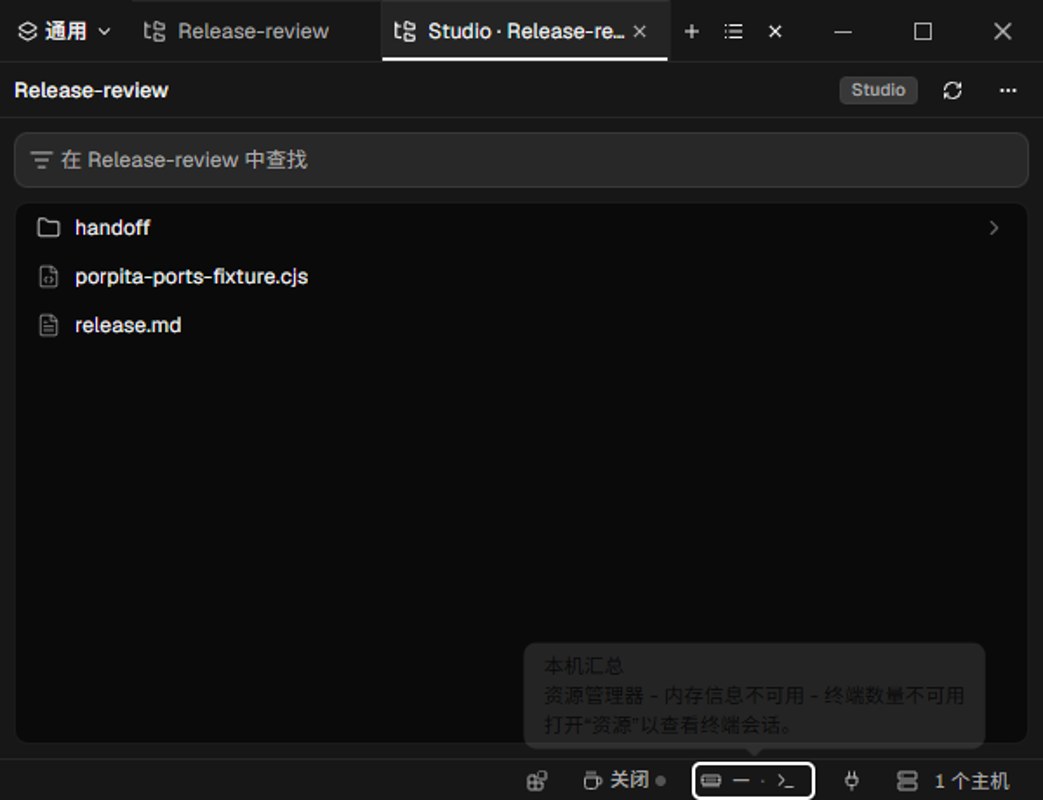 通用
Release-review
Studio · Release-re...
Release-review
Studio
在 Release-review 中查找
handoff
porpita-ports-fixture.cjs
release.md
本机汇总
资源管理器 - 内存信息不可用 - 终端数量不可用
打开“资源”以查看终端会话。
关闭
— ·
1 个主机